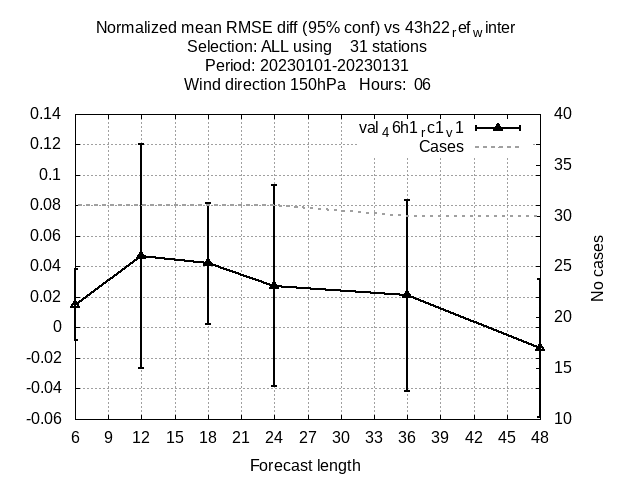 Normalized mean RMSE diff (95% conf) vs 43h22refwinter
Selection: ALL using 31 stations
Period: 20230101-20230131
Wind direction 150hPa Hours: 06
val46h1rc1v1
Cases
0.14
0.12
0.1
0.08
0.06
0.04
0.02
0
-0.02
-0.04
-0.06
40
35
30
25
20
15
10
No cases
6 9 12 15 18 21 24 27 30 33 36 39 42 45 48
Forecast length